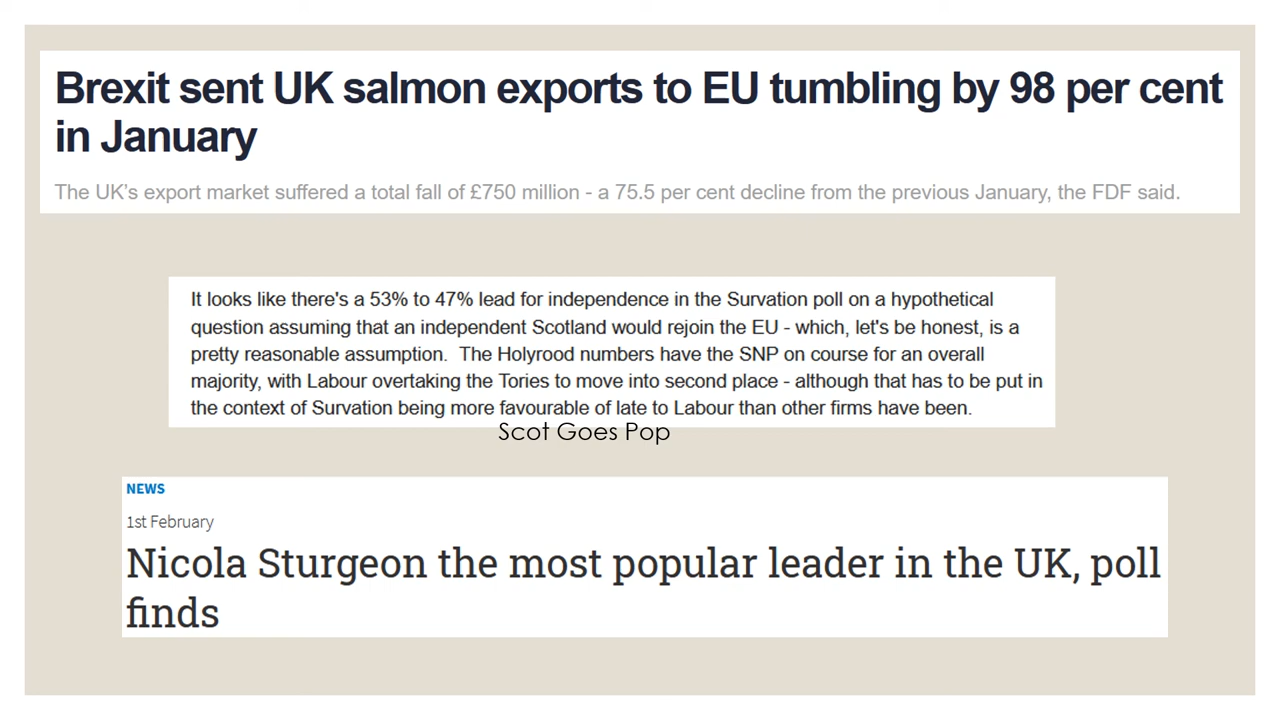 Brexit sent UK salmon exports to EU tumbling by 98 per cent
in January
The UK's export market suffered a total fall of £750 million - a 75.5 per cent decline from the previous January, the FDF said.
It looks like there's a 53% to 47% lead for independence in the Survation poll on a hypothetical
question assuming that an independent Scotland would rejoin the EU - which, let's be honest, is a
pretty reasonable assumption.  The Holyrood numbers have the SNP on course for an overall
majority, with Labour overtaking the Tories to move into second place - although that has to be put in
the context of Survation being more favourable of late to Labour than other firms have been.
Scot Goes Pop
NEWS
1st February
Nicola Sturgeon the most popular leader in the UK, poll
finds